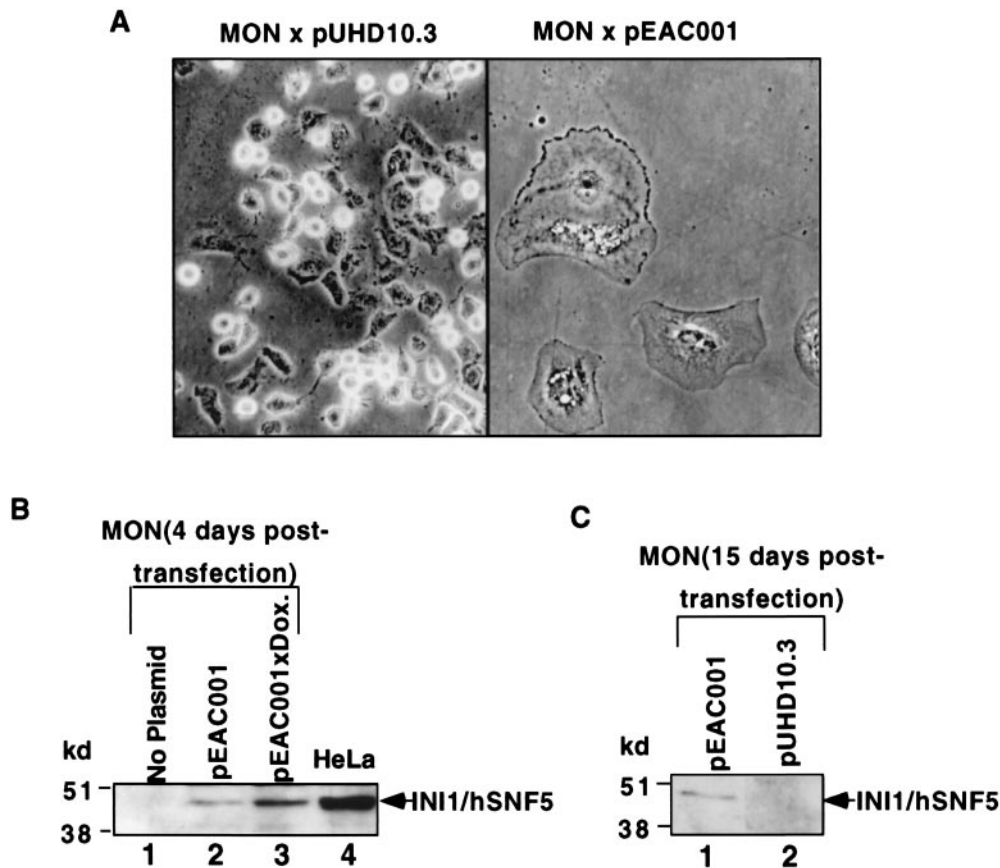 A
MON x pUHD10.3
MON x pEAC001
B
MON(4 days post-
transfection)
No Plasmid
pEAC001
pEAC001xDox.
HeLa
kd
51
38
INI1/hSNF5
1 2 3 4
C
MON(15 days post-
transfection)
pEAC001
pUHD10.3
kd
51
38
INI1/hSNF5
1 2